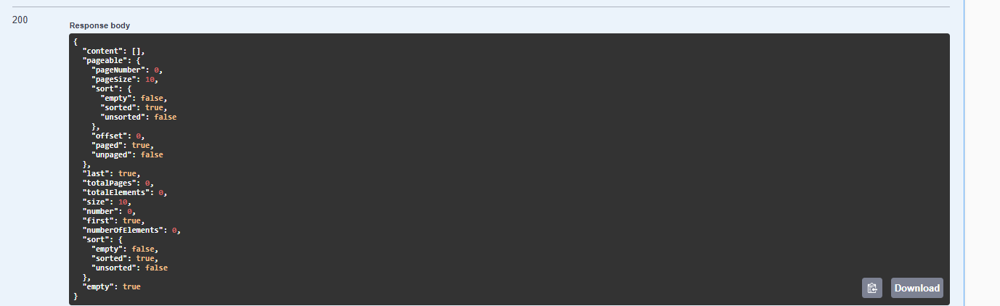 200
Response body
{
  "content": [],
  "pageable": {
    "pageNumber": 0,
    "pageSize": 10,
    "sort": {
      "empty": false,
      "sorted": true,
      "unsorted": false
    },
    "offset": 0,
    "paged": true,
    "unpaged": false
  },
  "last": true,
  "totalPages": 0,
  "totalElements": 0,
  "size": 10,
  "number": 0,
  "first": true,
  "numberOfElements": 0,
  "sort": {
    "empty": false,
    "sorted": true,
    "unsorted": false
  },
  "empty": true
}
Download